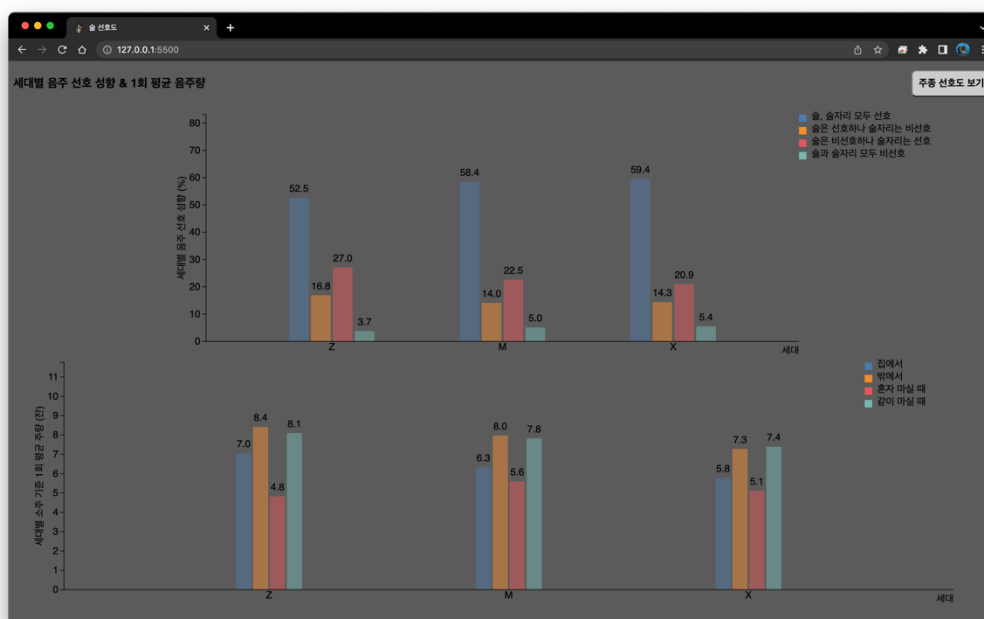 술 선호도
127.0.0.1:5500
세대별 음주 선호 성향 & 1회 평균 음주량
주종 선호도 보기
술, 술자리 모두 선호
술은 선호하나 술자리는 비선호
술은 비선호하나 술자리는 선호
술과 술자리 모두 비선호
세대별 음주 선호 성향 (%)
80
70
60
50
40
30
20
10
0
52.5
16.8
27.0
3.7
58.4
14.0
22.5
5.0
59.4
14.3
20.9
5.4
Z
M
X
세대
집에서
밖에서
혼자 마실 때
같이 마실 때
세대별 소주 기준 1회 평균 주량 (잔)
11
10
9
8
7
6
5
4
3
2
1
0
7.0
8.4
4.8
8.1
6.3
8.0
5.6
7.8
5.8
7.3
5.1
7.4
Z
M
X
세대